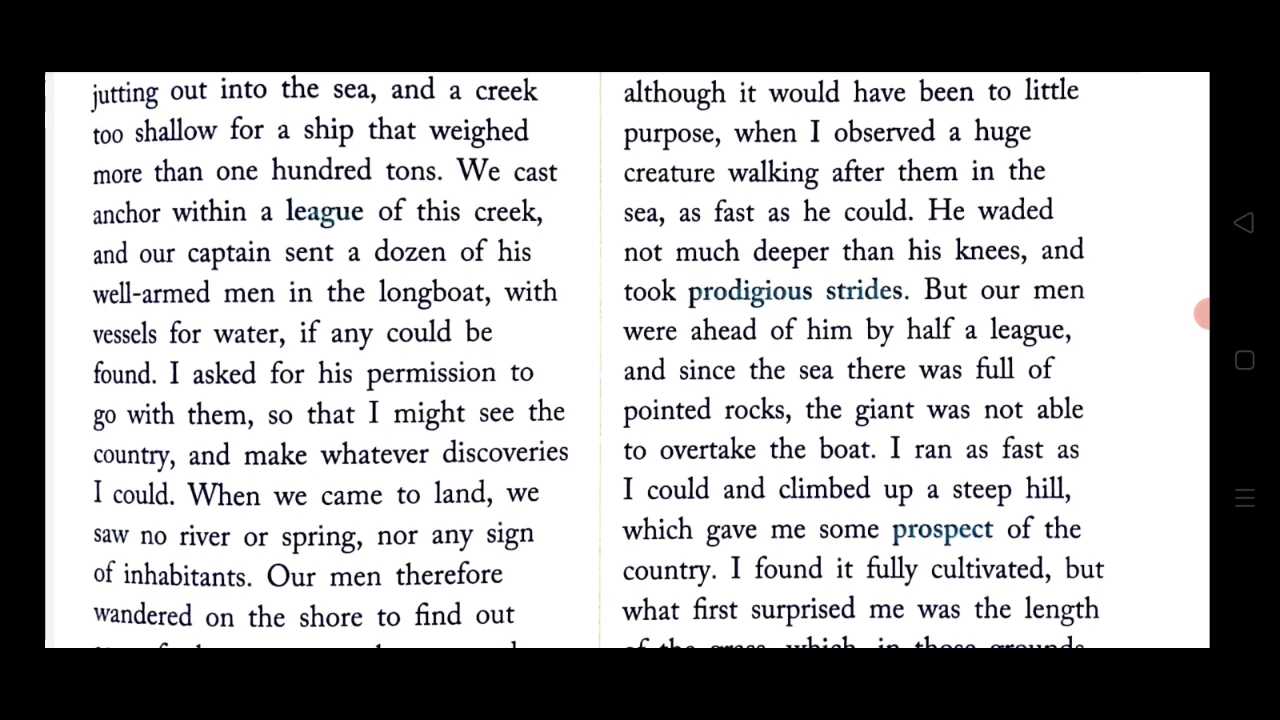 jutting out into the sea, and a creek
too shallow for a ship that weighed
more than one hundred tons. We cast
anchor within a league of this creek,
and our captain sent a dozen of his
well-armed men in the longboat, with
vessels for water, if any could be
found. I asked for his permission to
go with them, so that I might see the
country, and make whatever discoveries
I could. When we came to land, we
saw no river or spring, nor any sign
of inhabitants. Our men therefore
wandered on the shore to find out
although it would have been to little
purpose, when I observed a huge
creature walking after them in the
sea, as fast as he could. He waded
not much deeper than his knees, and
took prodigious strides. But our men
were ahead of him by half a league,
and since the sea there was full of
pointed rocks, the giant was not able
to overtake the boat. I ran as fast as
I could and climbed up a steep hill,
which gave me some prospect of the
country. I found it fully cultivated, but
what first surprised me was the length
of the grass, which, in those grounds